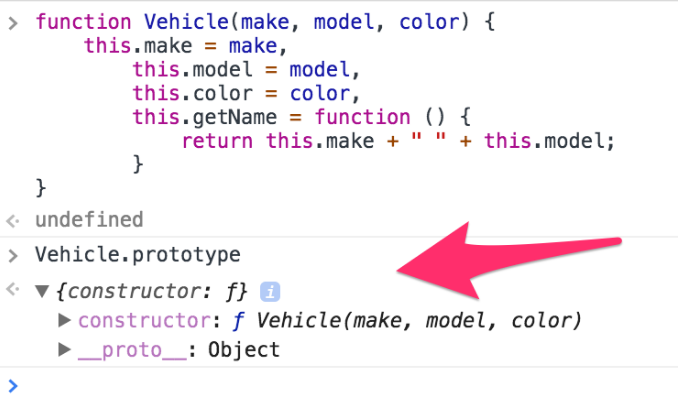 > function Vehicle(make, model, color) {
    this.make = make,
        this.model = model,
        this.color = color,
        this.getName = function () {
            return this.make + " " + this.model;
        }
}
<· undefined
> Vehicle.prototype
<· ▼ {constructor: ƒ} i
▶ constructor: ƒ Vehicle(make, model, color)
▶ __proto__: Object
>